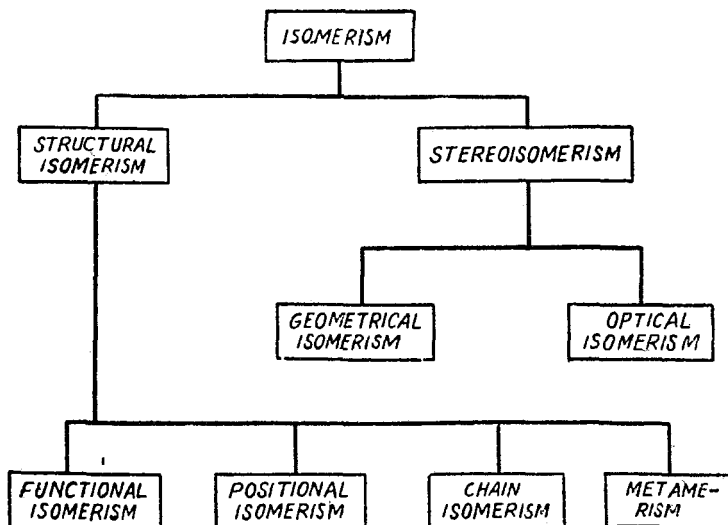 ISOMERISM
STRUCTURAL
ISOMERISM
STEREOISOMERISM
GEOMETRICAL
ISOMERISM
OPTICAL
ISOMERISM
FUNCTIONAL
ISOMERISM
POSITIONAL
ISOMERISM
CHAIN
ISOMERISM
METAME-
RISM